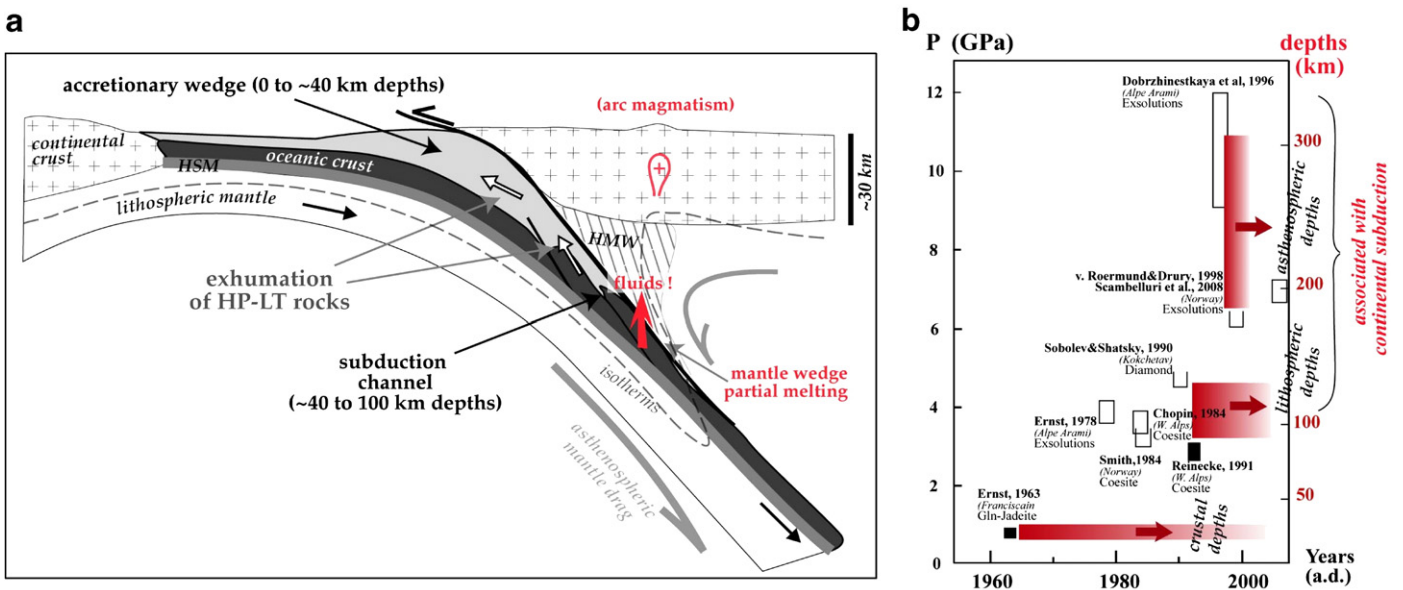 a
accretionary wedge (0 to ~40 km depths)
(arc magmatism)
continental
crust
oceanic crust
HSM
lithospheric mantle
~30 km
HMW
exhumation
of HP-LT rocks
fluids !
subduction
channel
(~40 to 100 km depths)
mantle wedge
partial melting
isotherms
asthenospheric
mantle drag
b
P (GPa)
depths
(km)
12
10
8
6
4
2
0
1960
1980
2000
Years
(a.d.)
300
200
100
50
Dobrzhinestkaya et al, 1996
(Alpe Arami)
Exsolutions
v. Roermund&Drury, 1998
Scambelluri et al., 2008
(Norway)
Exsolutions
Sobolev&Shatsky, 1990
(Kokchetav)
Diamond
Ernst, 1978
(Alpe Arami)
Exsolutions
Chopin, 1984
(W. Alps)
Coesite
Smith,1984
(Norway)
Coesite
Reinecke, 1991
(W. Alps)
Coesite
Ernst, 1963
(Franciscain
Gln-Jadeite
crustal
depths
lithospheric
depths
asthenospheric
depths
associated with
continental subduction